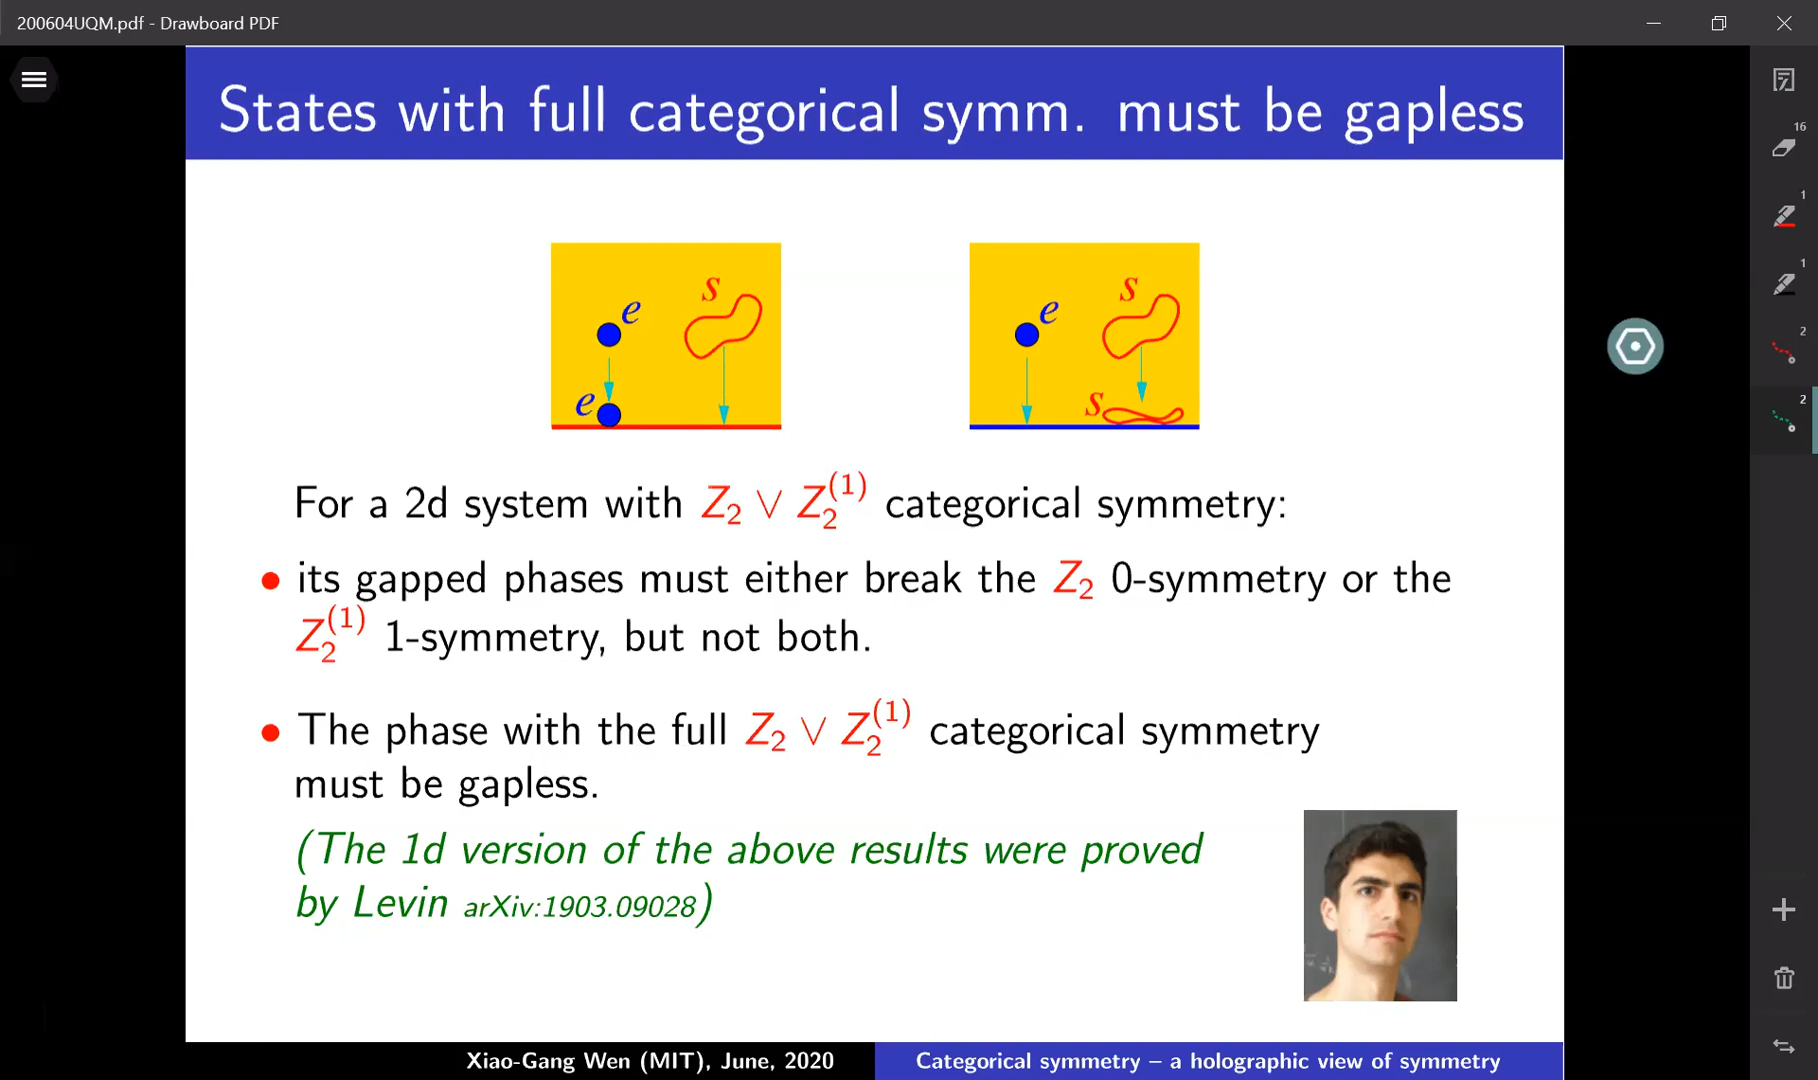 200604UQM.pdf - Drawboard PDF
States with full categorical symm. must be gapless
e s
e
e s
s
For a 2d system with Z₂ ∨ Z₂⁽¹⁾ categorical symmetry:
• its gapped phases must either break the Z₂ 0-symmetry or the
Z₂⁽¹⁾ 1-symmetry, but not both.
• The phase with the full Z₂ ∨ Z₂⁽¹⁾ categorical symmetry
must be gapless.
(The 1d version of the above results were proved
by Levin arXiv:1903.09028)
Xiao-Gang Wen (MIT), June, 2020
Categorical symmetry – a holographic view of symmetry
16
1
1
2
2